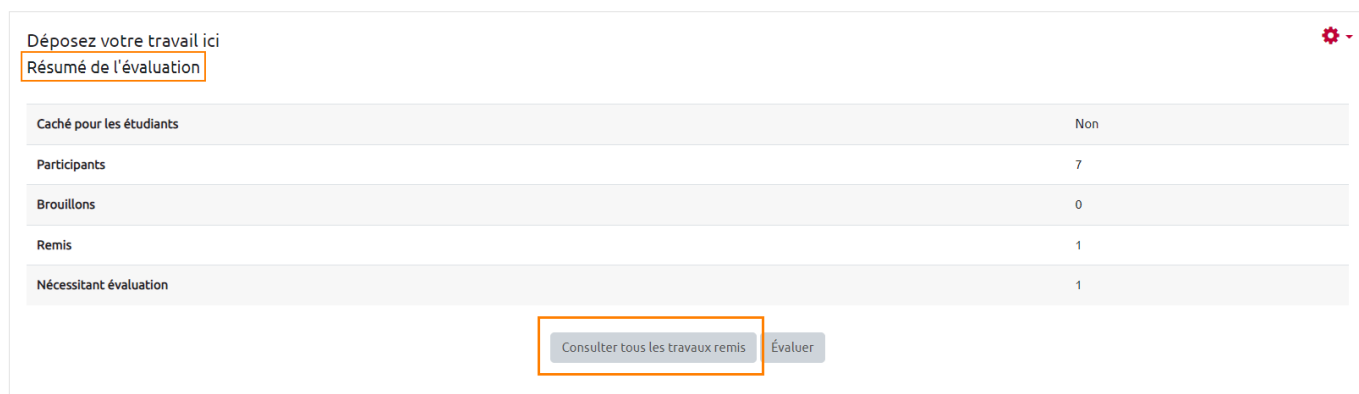 Déposez votre travail ici
Résumé de l'évaluation
Caché pour les étudiants Non
Participants 7
Brouillons 0
Remis 1
Nécessitant évaluation 1
Consulter tous les travaux remis Évaluer